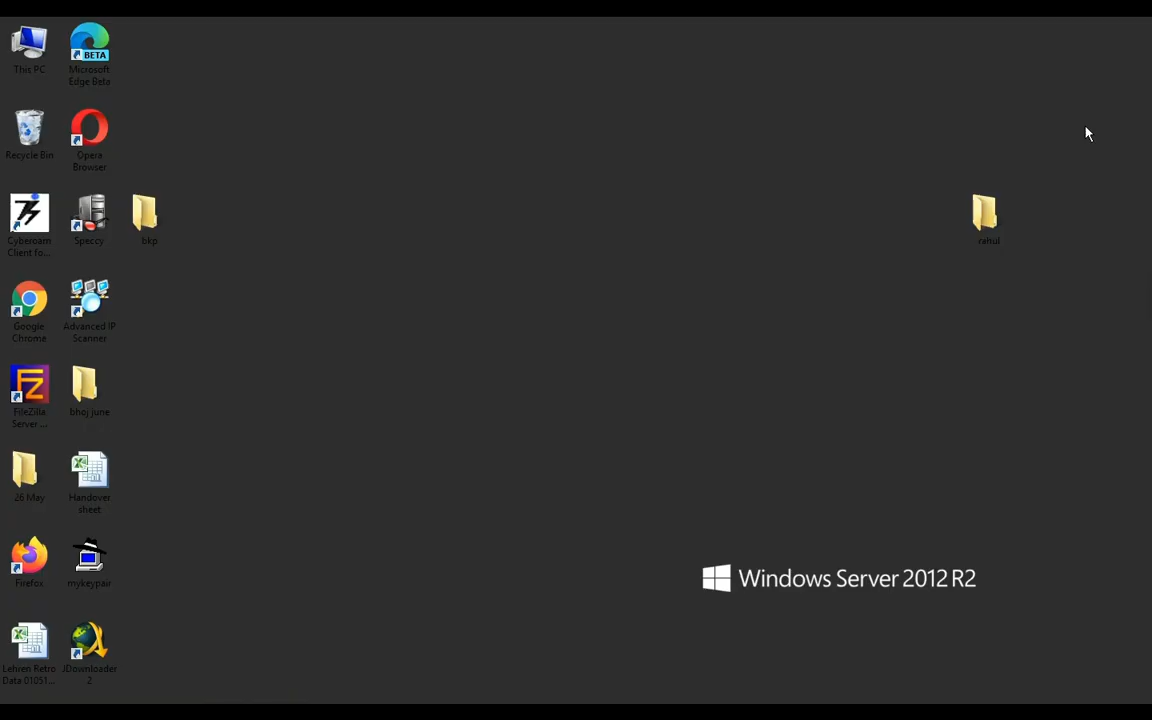 This PC
Microsoft
Edge Beta
BETA
Recycle Bin
Opera
Browser
Cyberoam
Client fo...
Speccy
bkp
rahul
Google
Chrome
Advanced IP
Scanner
FZ
FileZilla
Server ...
bhoj june
26 May
Handover
sheet
Firefox
mykeypair
Lehren Retro
Data 01051...
JDownloader
2
Windows Server 2012 R2